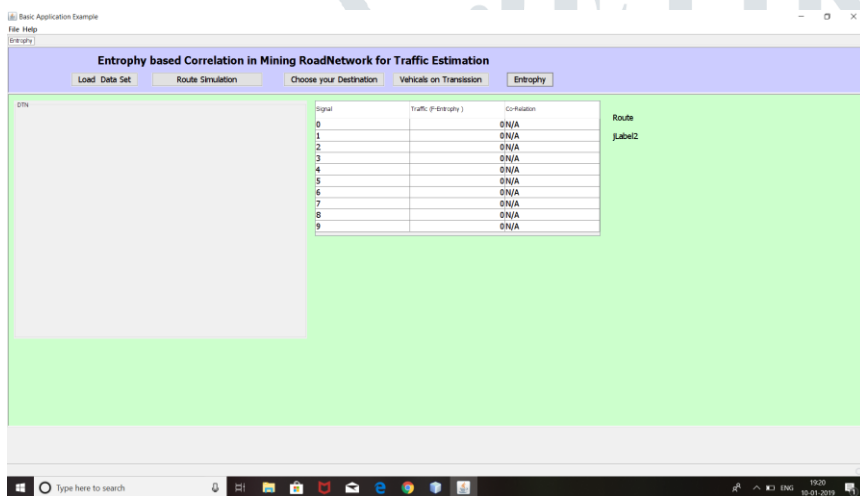 Basic Application Example
File Help
Entrophy
Entrophy based Correlation in Mining RoadNetwork for Traffic Estimation
Load Data Set Route Simulation Choose your Destination Vehicals on Transission Entrophy
DTN
Signal Traffic (F-Entrophy ) Co-Relation
0 0 N/A
1 0 N/A
2 0 N/A
3 0 N/A
4 0 N/A
5 0 N/A
6 0 N/A
7 0 N/A
8 0 N/A
9 0 N/A
Route
jLabel2
Type here to search
ENG
19:20
10-01-2019